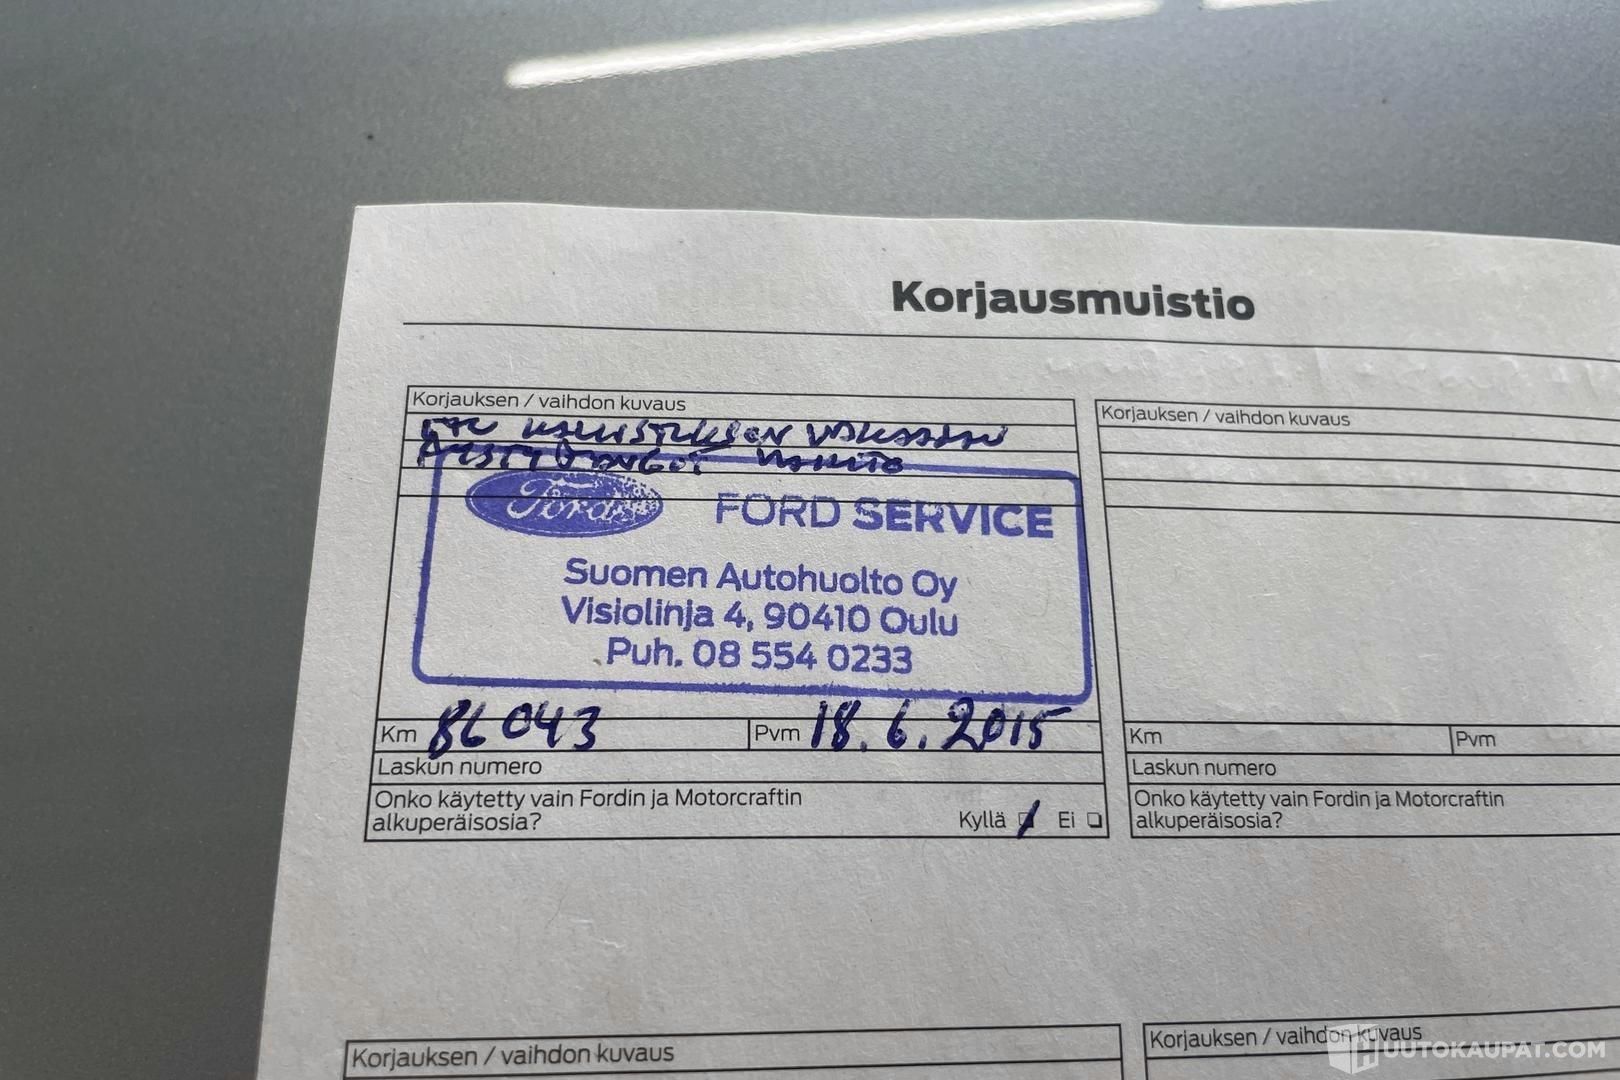 Korjausmuistio
Korjauksen / vaihdon kuvaus
Korjauksen / vaihdon kuvaus
Ford
FORD SERVICE
Suomen Autohuolto Oy
Visiolinja 4, 90410 Oulu
Puh. 08 554 0233
Km 86043 Pvm 18.6.2015
Laskun numero
Onko käytetty vain Fordin ja Motorcraftin
alkuperäisosia? Kyllä Ei
Km Pvm
Laskun numero
Onko käytetty vain Fordin ja Motorcraftin
alkuperäisosia?
Korjauksen / vaihdon kuvaus
Korjauksen / vaihdon kuvaus
HUUTOKAUPAT.COM